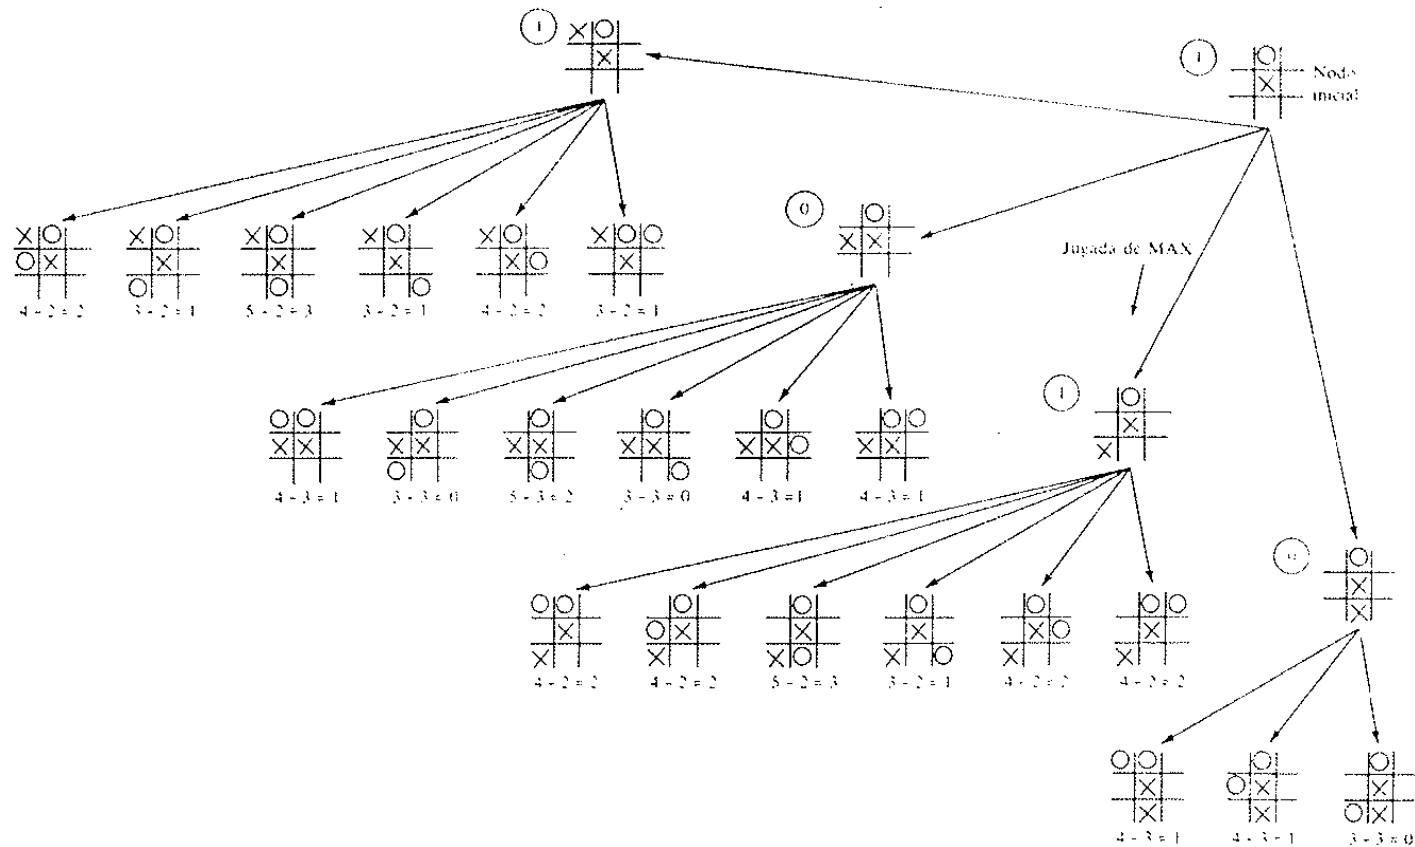 1
1
Nodo
inicial
0
Jugada de MAX
4 - 2 = 2
3 - 2 = 1
5 - 2 = 3
3 - 2 = 1
4 - 2 = 2
3 - 2 = 1
1
4 - 3 = 1
3 - 3 = 0
5 - 3 = 2
3 - 3 = 0
4 - 3 = 1
4 - 3 = 1
0
4 - 2 = 2
4 - 2 = 2
5 - 2 = 3
3 - 2 = 1
4 - 2 = 2
4 - 2 = 2
4 - 3 = 1
4 - 3 = 1
3 - 3 = 0